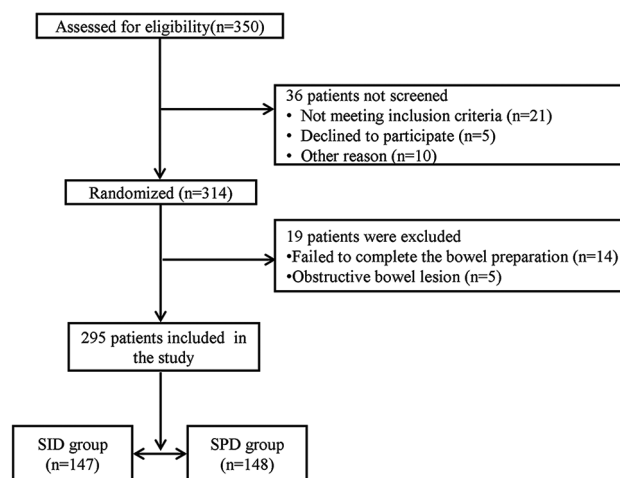 Assessed for eligibility(n=350)
36 patients not screened
• Not meeting inclusion criteria (n=21)
• Declined to participate (n=5)
• Other reason (n=10)
Randomized (n=314)
19 patients were excluded
•Failed to complete the bowel preparation (n=14)
•Obstructive bowel lesion (n=5)
295 patients included in
the study
SID group
(n=147)
SPD group
(n=148)